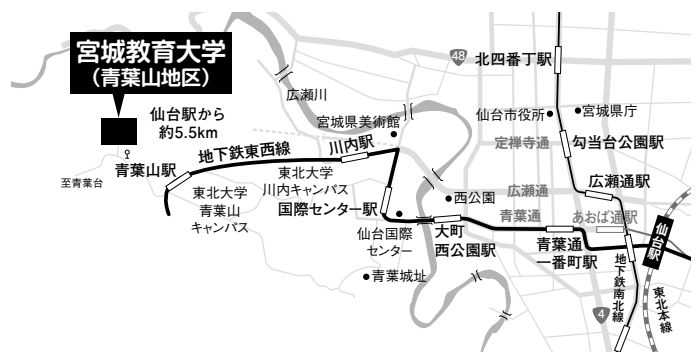 宮城教育大学
（青葉山地区）
仙台駅から
約5.5km
青葉山駅
至青葉台
地下鉄東西線
川内駅
東北大学
川内キャンパス
東北大学
青葉山
キャンパス
広瀬川
宮城県美術館
国際センター駅
仙台国際
センター
青葉城址
西公園
大町
西公園駅
48
北四番丁駅
仙台市役所
宮城県庁
定禅寺通
勾当台公園駅
広瀬通
広瀬通駅
青葉通
あおば通駅
青葉通
一番町駅
仙台駅
地下鉄南北線
東北本線
4